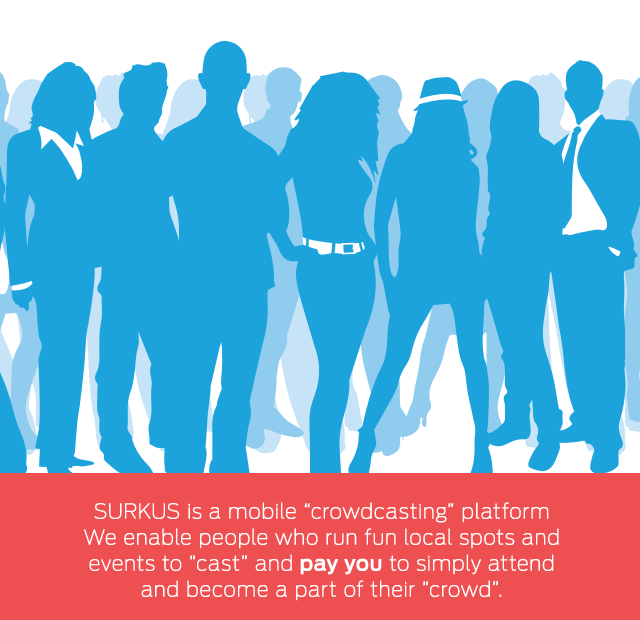 SURKUS is a mobile “crowdcasting” platform
We enable people who run fun local spots and
events to “cast” and pay you to simply attend
and become a part of their “crowd”.